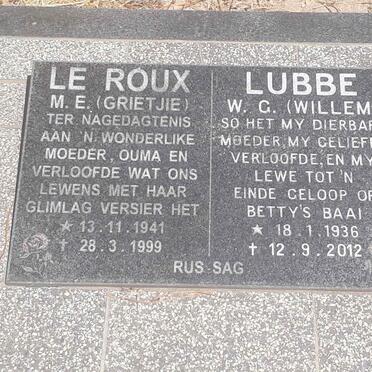 LE ROUX
M. E. (GRIETJIE)
TER NAGEDAGTENIS
AAN 'N WONDERLIKE
MOEDER, OUMA EN
VERLOOFDE WAT ONS
LEWENS MET HAAR
GLIMLAG VERSIER HET
★ 13.11.1941
✝ 28.3.1999
LUBBE
W. G. (WILLEM
SO HET MY DIERBAR
MOEDER, MY GELIEF
VERLOOFDE, EN MY
LEWE TOT 'N
EINDE GELOOP OP
BETTY'S BAAI
★ 18.1.1936
✝ 12.9.2012
RUS SAG